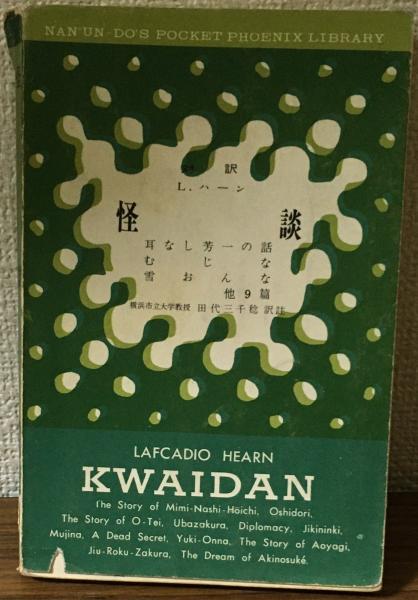 NAN'UN-DO'S POCKET PHOENIX LIBRARY
対訳
L. ハーン
怪談
耳なし芳一の話
むじな
雪おんな
他9篇
横浜市立大学教授 田代三千稔 訳註
LAFCADIO HEARN
KWAIDAN
The Story of Mimi-Nashi-Hōichi, Oshidori,
The Story of O-Tei, Ubazakura, Diplomacy, Jikininki,
Mujina, A Dead Secret, Yuki-Onna, The Story of Aoyagi,
Jiu-Roku-Zakura, The Dream of Akinosuké.